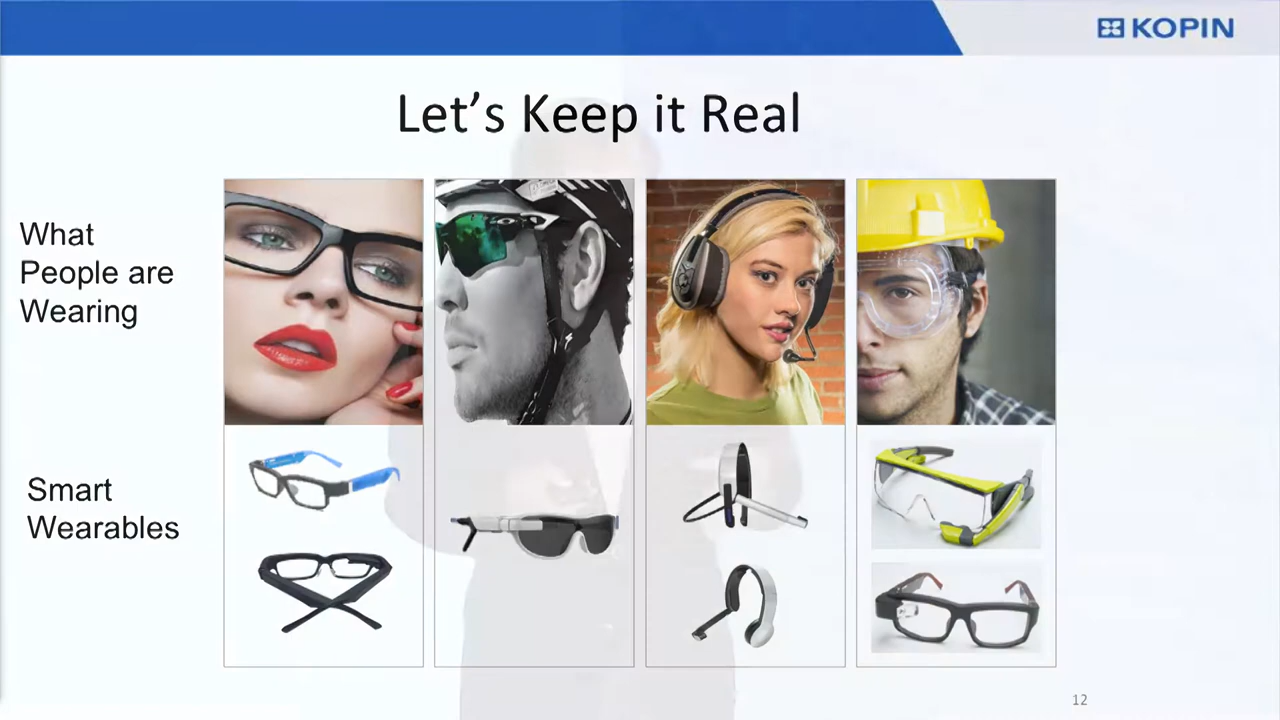 KOPIN
Let's Keep it Real
What
People are
Wearing
Smart
Wearables
12